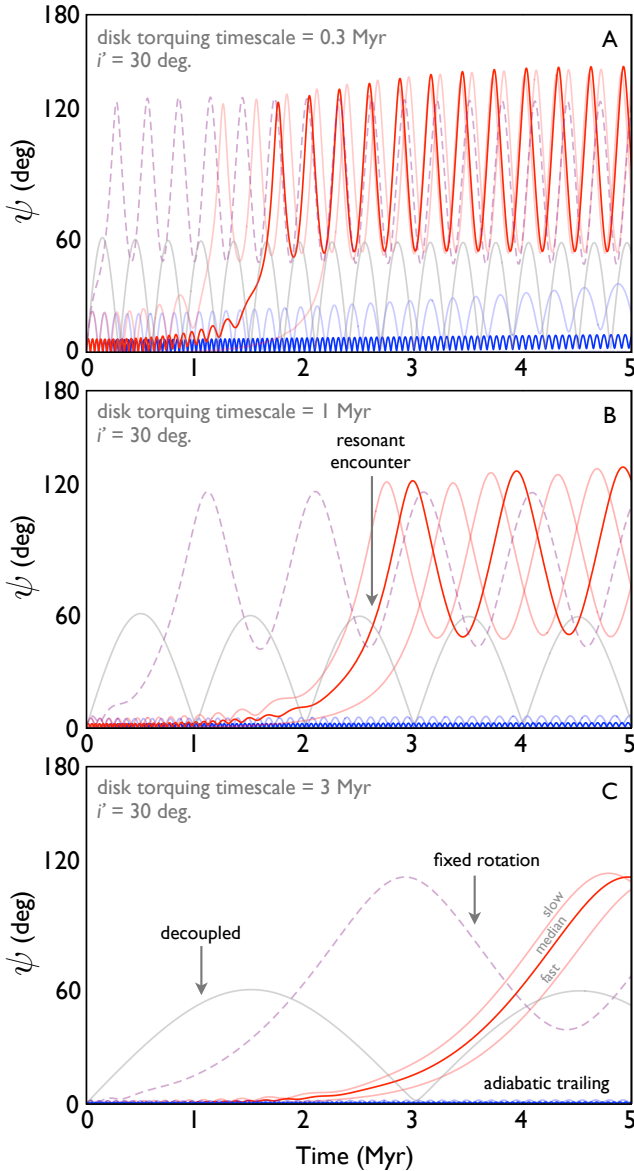 180
disk torquing timescale = 0.3 Myr
A
i' = 30 deg.
120
ψ (deg)
60
0
0 1 2 3 4 5
180
disk torquing timescale = 1 Myr
B
i' = 30 deg.
resonant
encounter
120
ψ (deg)
60
0
0 1 2 3 4 5
180
disk torquing timescale = 3 Myr
C
i' = 30 deg.
120
fixed rotation
slow
decoupled
median
ψ (deg)
fast
60
adiabatic trailing
0
0 1 2 3 4 5
Time (Myr)